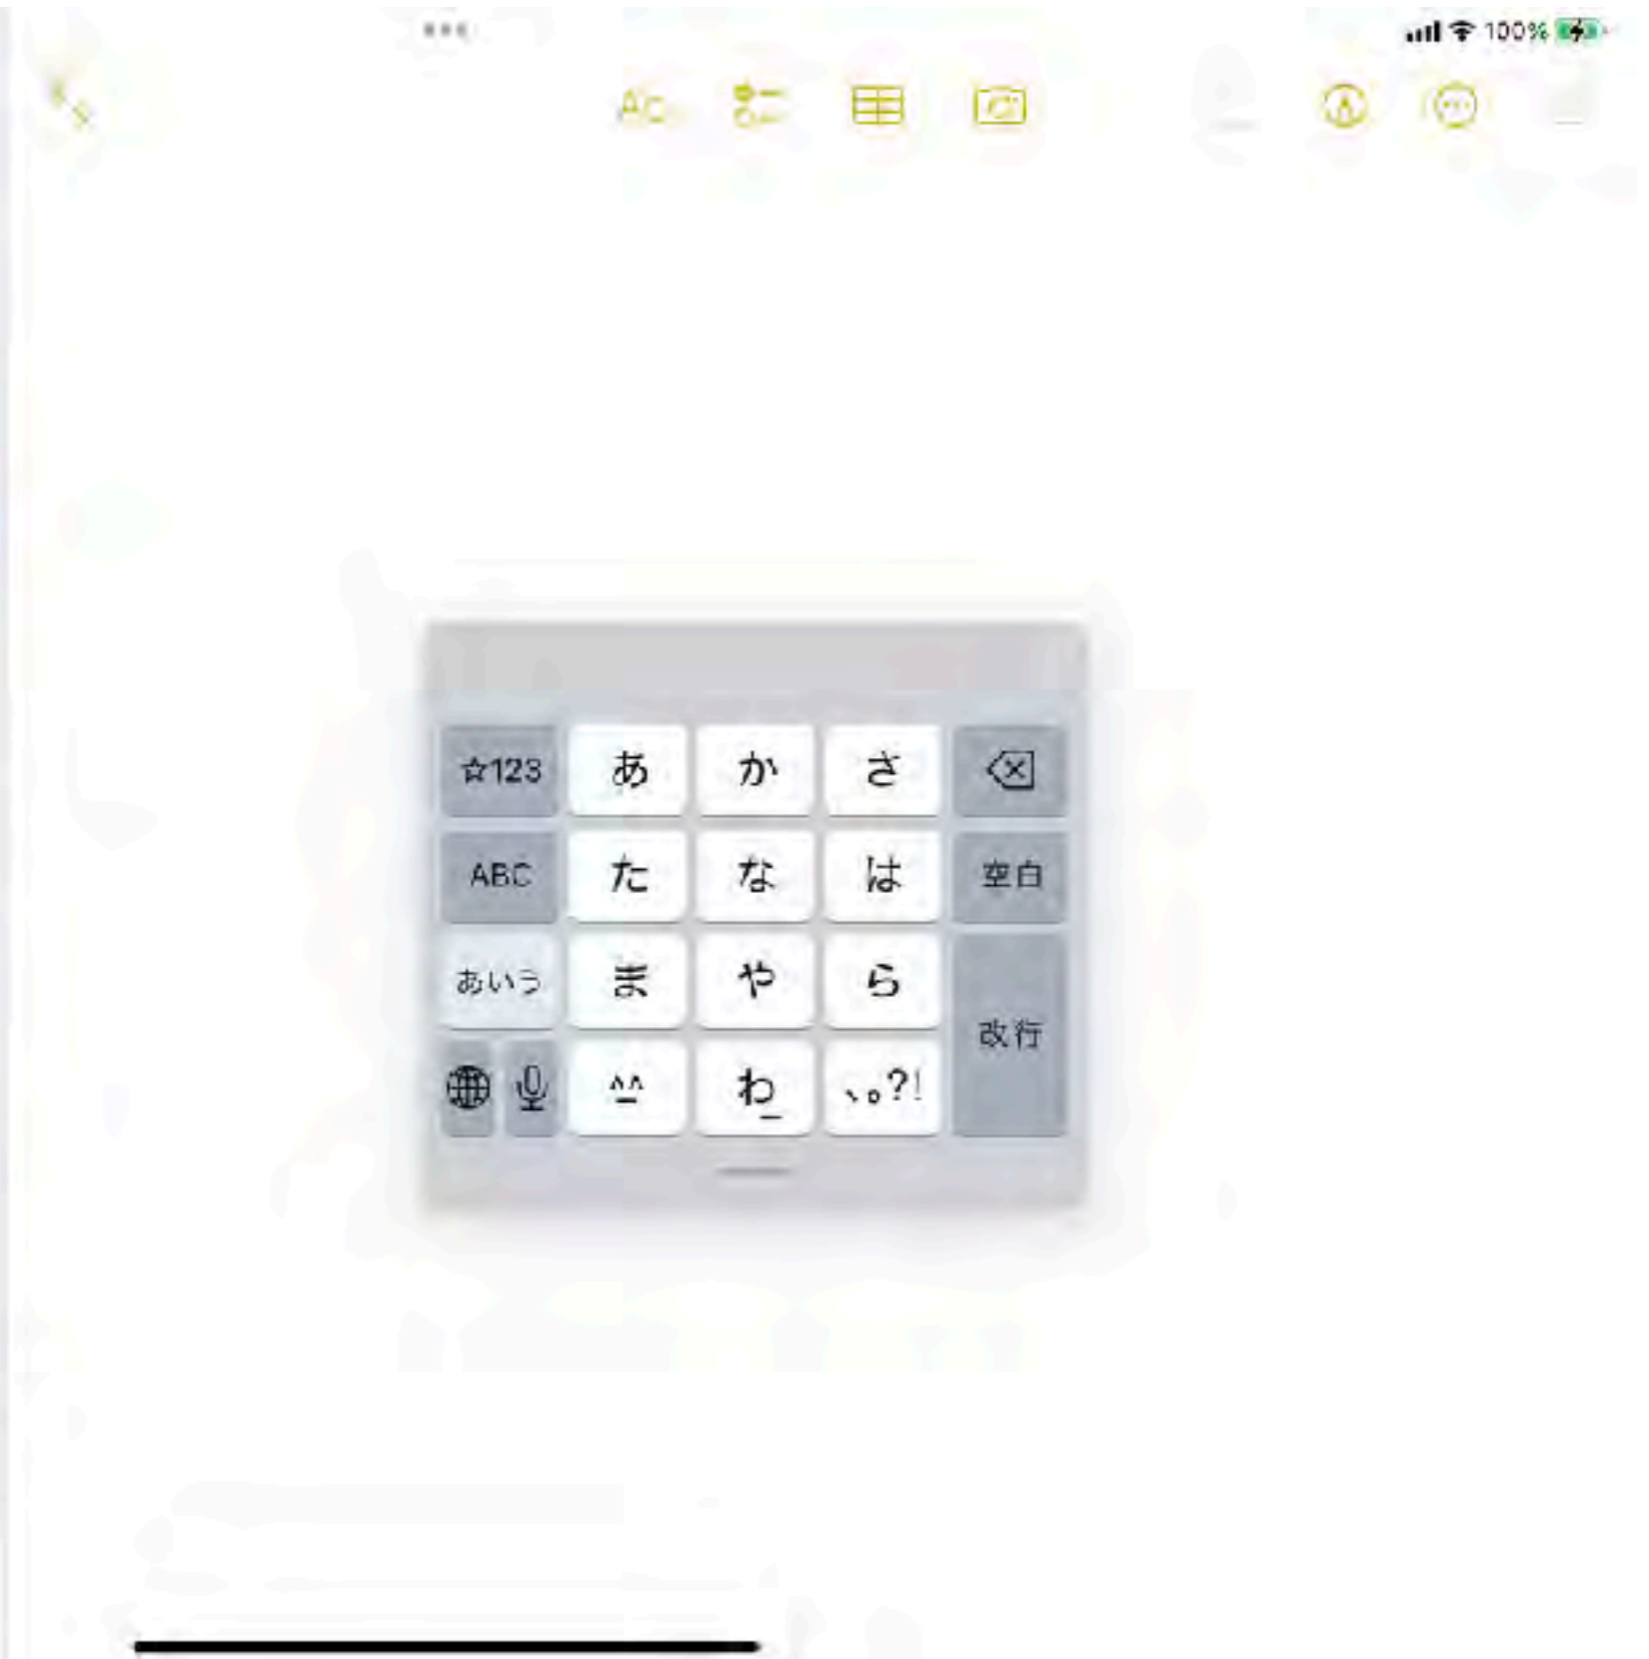 100%
☆123 あ か さ
ABC た な は 空白
あいう ま や ら
改行
^^ わ_ 、。?!